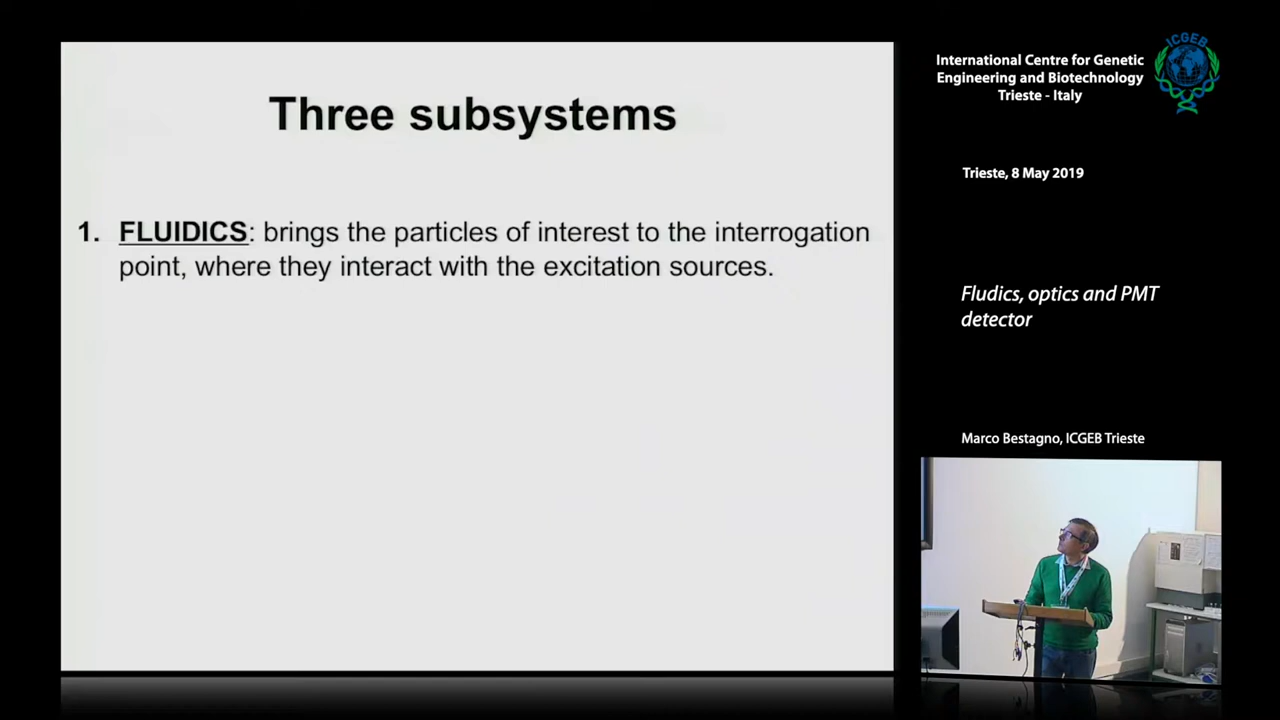 Three subsystems
1. FLUIDICS: brings the particles of interest to the interrogation
point, where they interact with the excitation sources.
ICGEB
International Centre for Genetic
Engineering and Biotechnology
Trieste - Italy
Trieste, 8 May 2019
Fludics, optics and PMT
detector
Marco Bestagno, ICGEB Trieste